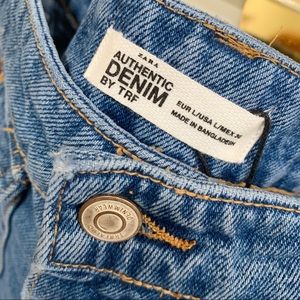 ZARA
AUTHENTIC
DENIM
BY TRF
EUR L/USA L/MEX
MADE IN BANGLADESH